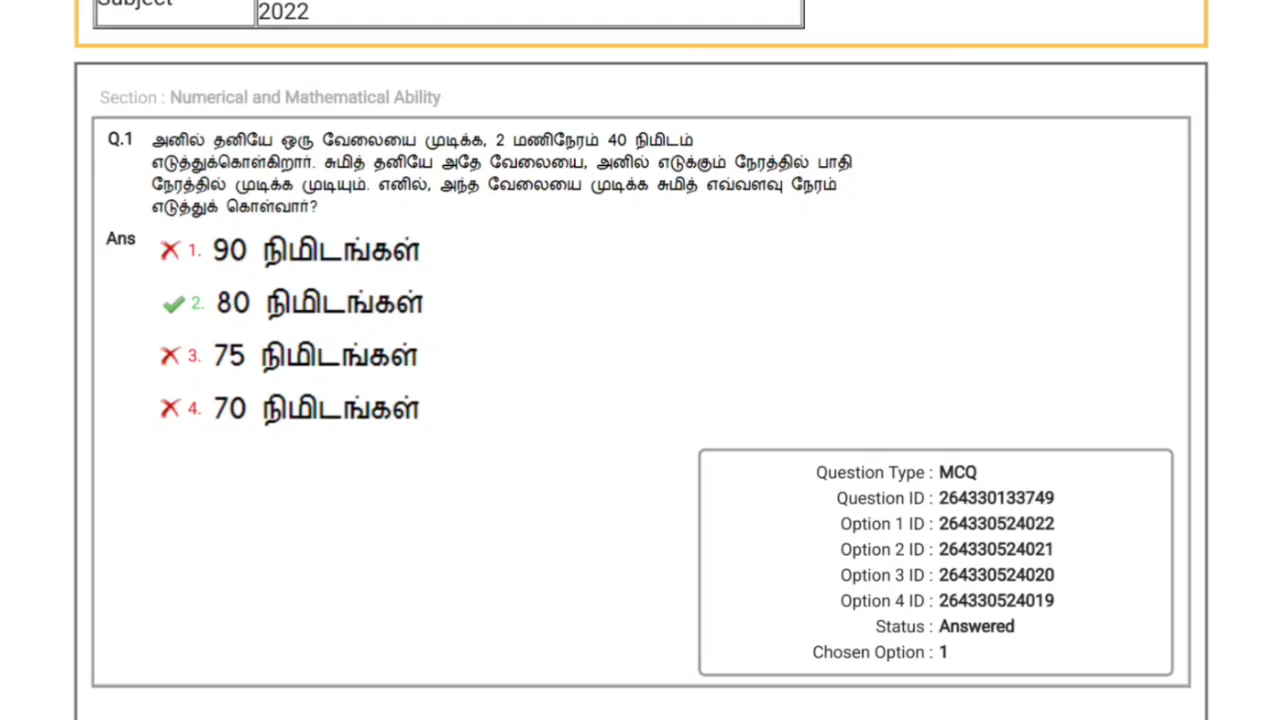 Subject
2022
Section : Numerical and Mathematical Ability
Q.1 அனில் தனியே ஒரு வேலையை முடிக்க, 2 மணிநேரம் 40 நிமிடம்
எடுத்துக்கொள்கிறார். சுமித் தனியே அதே வேலையை, அனில் எடுக்கும் நேரத்தில் பாதி
நேரத்தில் முடிக்க முடியும். எனில், அந்த வேலையை முடிக்க சுமித் எவ்வளவு நேரம்
எடுத்துக் கொள்வார்?
Ans
1. 90 நிமிடங்கள்
2. 80 நிமிடங்கள்
3. 75 நிமிடங்கள்
4. 70 நிமிடங்கள்
Question Type : MCQ
Question ID : 264330133749
Option 1 ID : 264330524022
Option 2 ID : 264330524021
Option 3 ID : 264330524020
Option 4 ID : 264330524019
Status : Answered
Chosen Option : 1